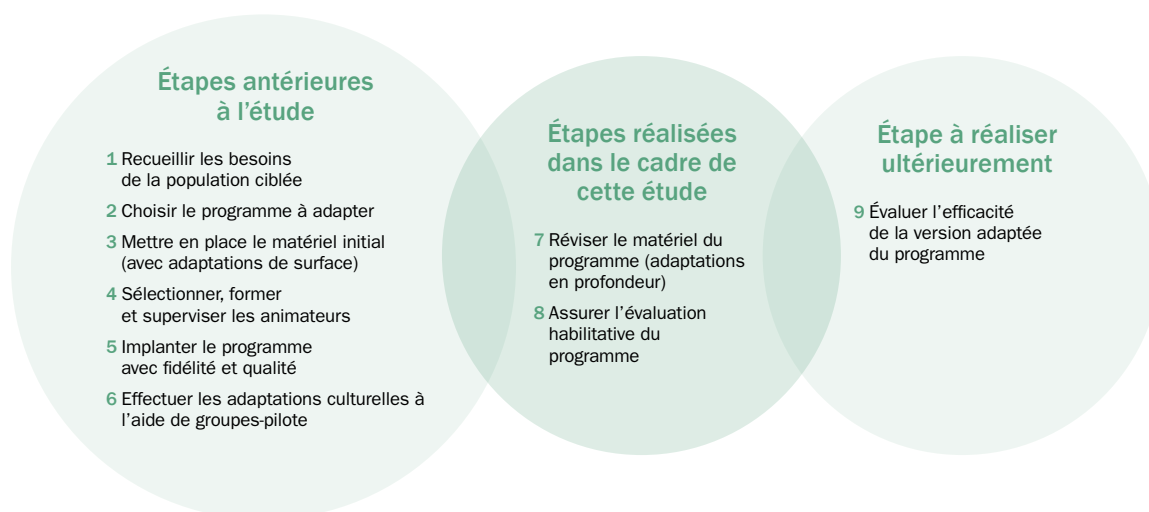 Étapes antérieures
à l’étude
1 Recueillir les besoins
de la population ciblée
2 Choisir le programme à adapter
3 Mettre en place le matériel initial
(avec adaptations de surface)
4 Sélectionner, former
et superviser les animateurs
5 Implanter le programme
avec fidélité et qualité
6 Effectuer les adaptations culturelles à
l’aide de groupes-pilote
Étapes réalisées
dans le cadre de
cette étude
7 Réviser le matériel du
programme (adaptations
en profondeur)
8 Assurer l’évaluation
habilitative du
programme
Étape à réaliser
ultérieurement
9 Évaluer l’efficacité
de la version adaptée
du programme